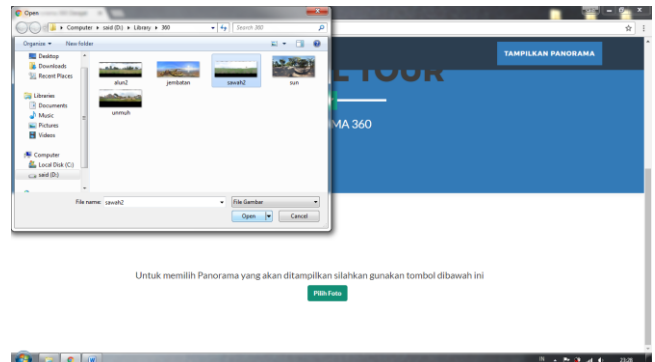 Open
Computer ▸ said (D:) ▸ Library ▸ 360
Search 360
Organize
New folder
Desktop
Downloads
Recent Places
Libraries
Documents
Music
Pictures
Videos
Computer
Local Disk (C:)
said (D:)
alun2
jembatan
sawah2
sun
unmuh
File name:
sawah2
File Gambar
Open
Cancel
TAMPILKAN PANORAMA
TOUR
MA 360
Untuk memilih Panorama yang akan ditampilkan silahkan gunakan tombol dibawah ini
Pilih Foto
23:28